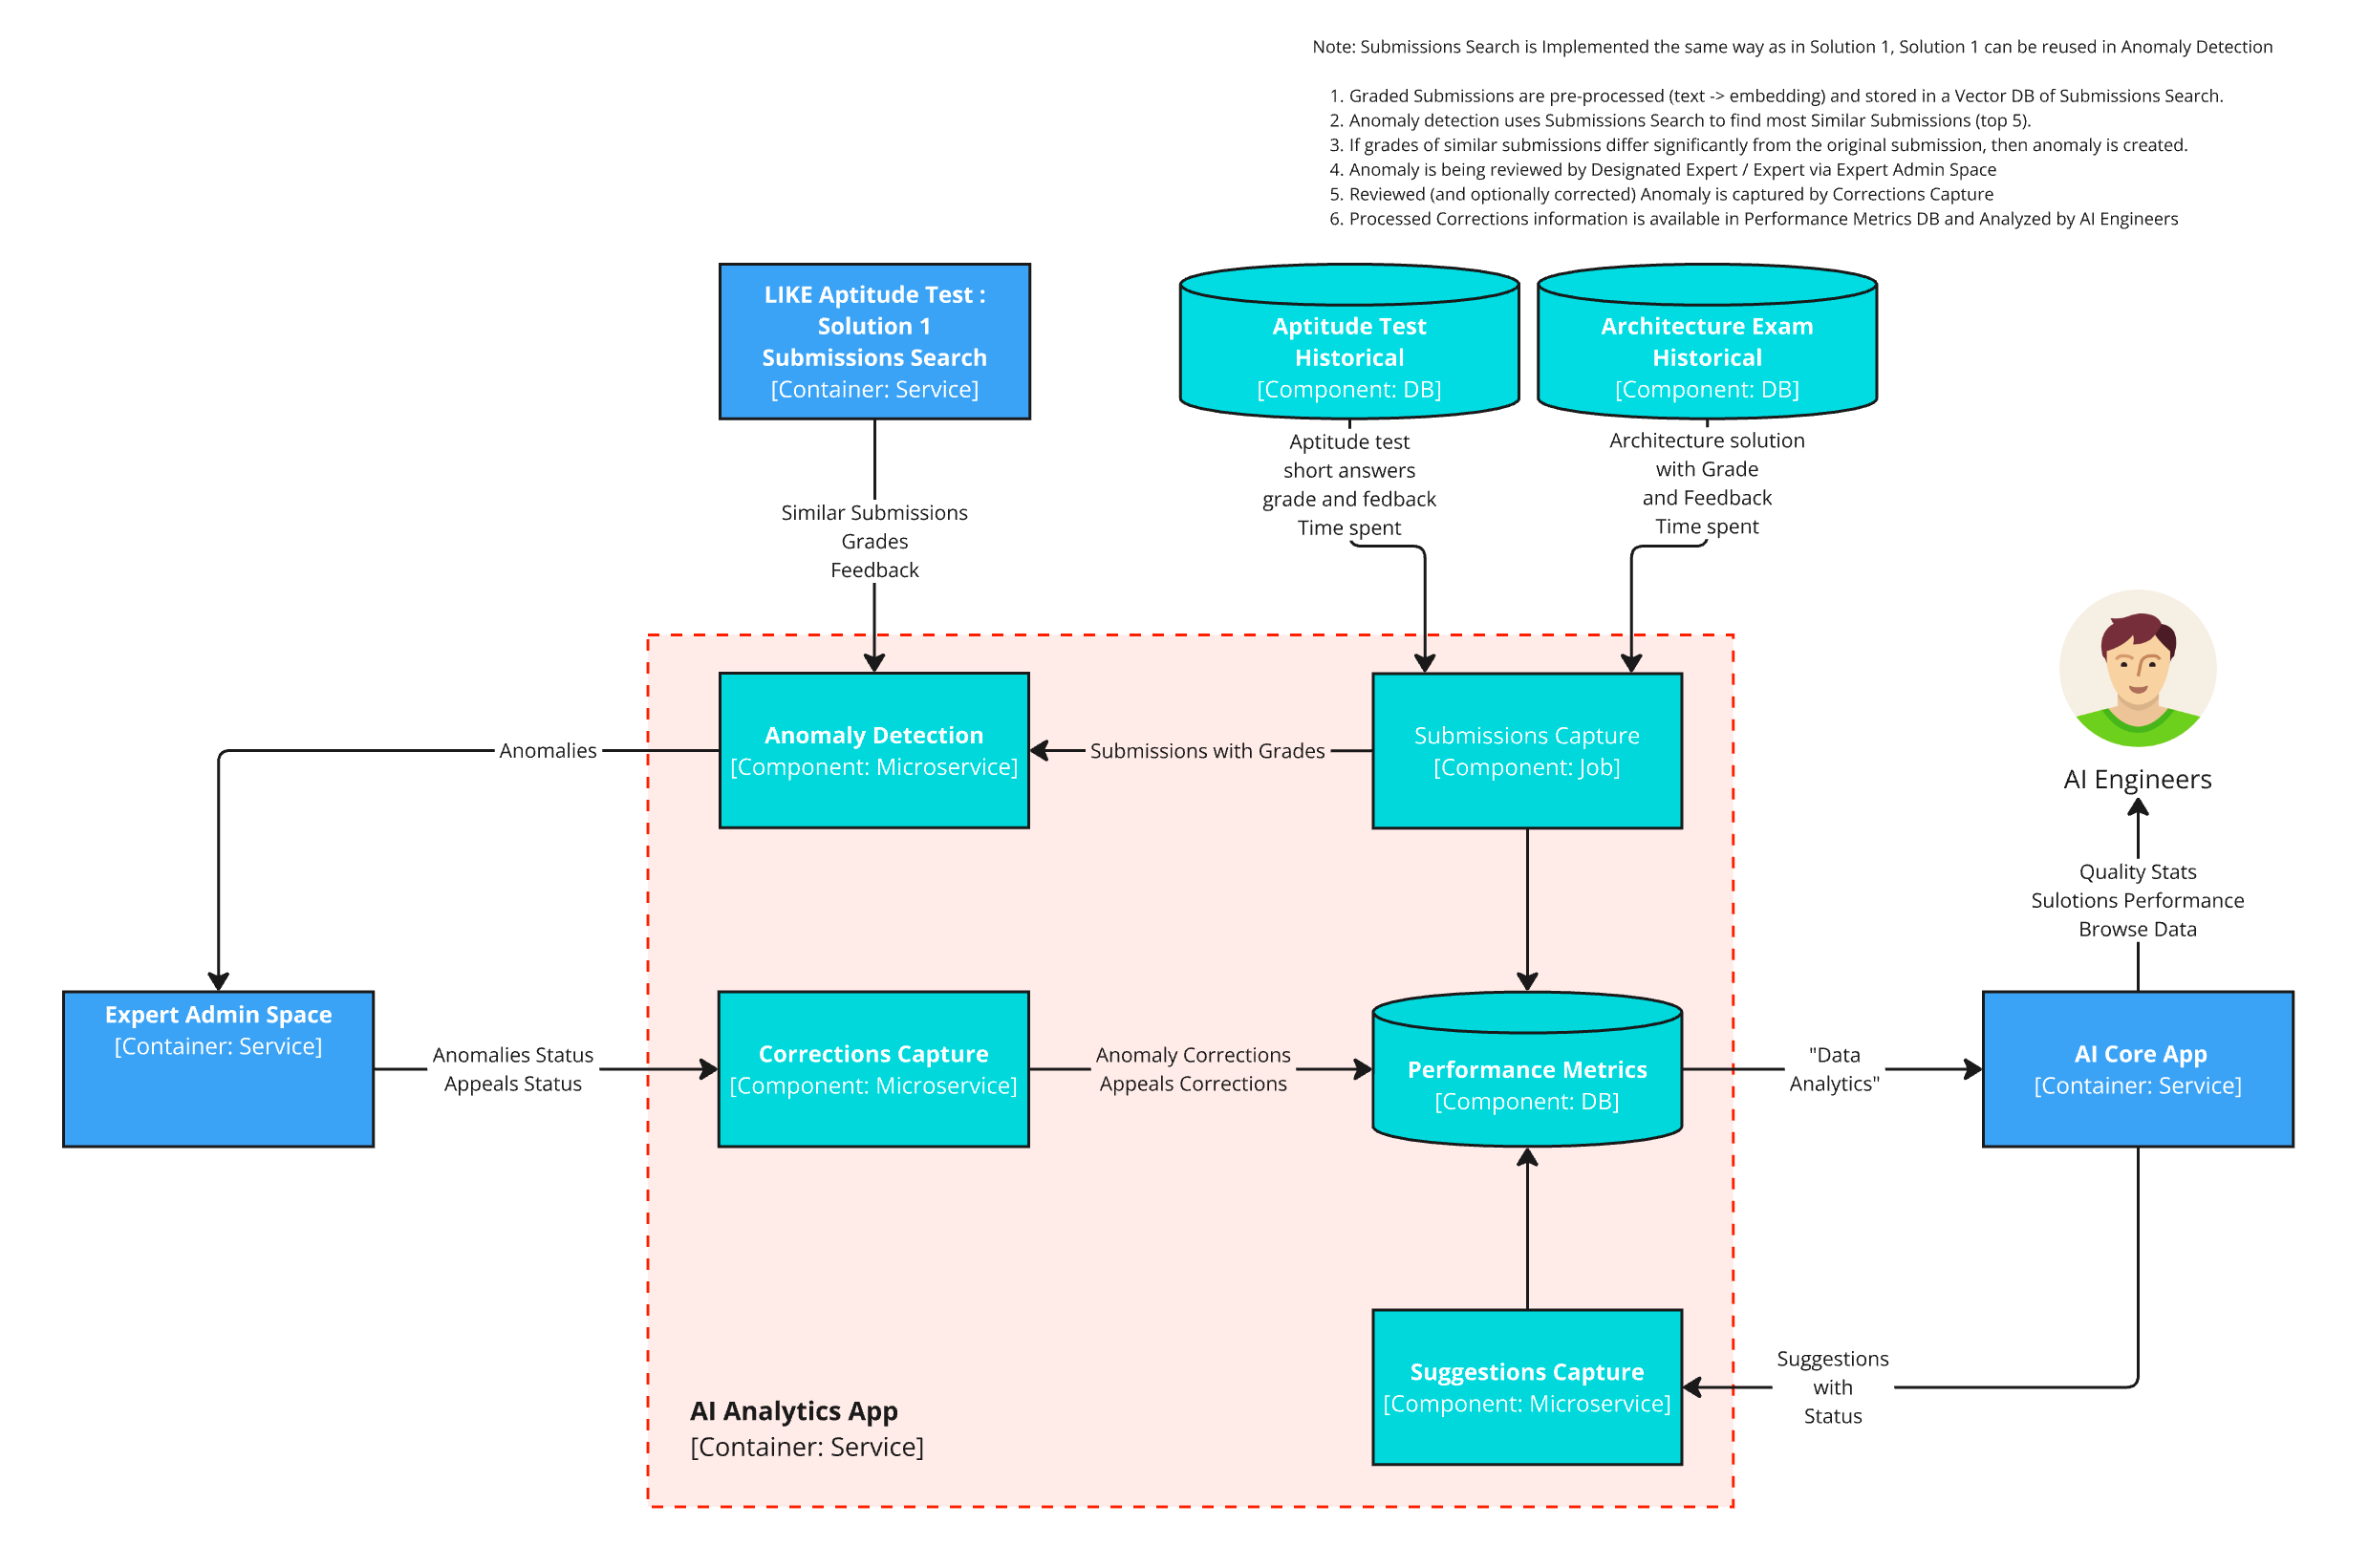 Note: Submissions Search is Implemented the same way as in Solution 1, Solution 1 can be reused in Anomaly Detection
1. Graded Submissions are pre-processed (text -> embedding) and stored in a Vector DB of Submissions Search.
2. Anomaly detection uses Submissions Search to find most Similar Submissions (top 5).
3. If grades of similar submissions differ significantly from the original submission, then anomaly is created.
4. Anomaly is being reviewed by Designated Expert / Expert via Expert Admin Space
5. Reviewed (and optionally corrected) Anomaly is captured by Corrections Capture
6. Processed Corrections information is available in Performance Metrics DB and Analyzed by AI Engineers
LIKE Aptitude Test :
Solution 1
Submissions Search
[Container: Service]
Aptitude Test
Historical
[Component: DB]
Architecture Exam
Historical
[Component: DB]
Similar Submissions
Grades
Feedback
Aptitude test
short answers
grade and fedback
Time spent
Architecture solution
with Grade
and Feedback
Time spent
Anomalies
Anomaly Detection
[Component: Microservice]
Submissions with Grades
Submissions Capture
[Component: Job]
AI Engineers
Quality Stats
Sulotions Performance
Browse Data
Expert Admin Space
[Container: Service]
Anomalies Status
Appeals Status
Corrections Capture
[Component: Microservice]
Anomaly Corrections
Appeals Corrections
Performance Metrics
[Component: DB]
"Data
Analytics"
AI Core App
[Container: Service]
Suggestions Capture
[Component: Microservice]
Suggestions
with
Status
AI Analytics App
[Container: Service]